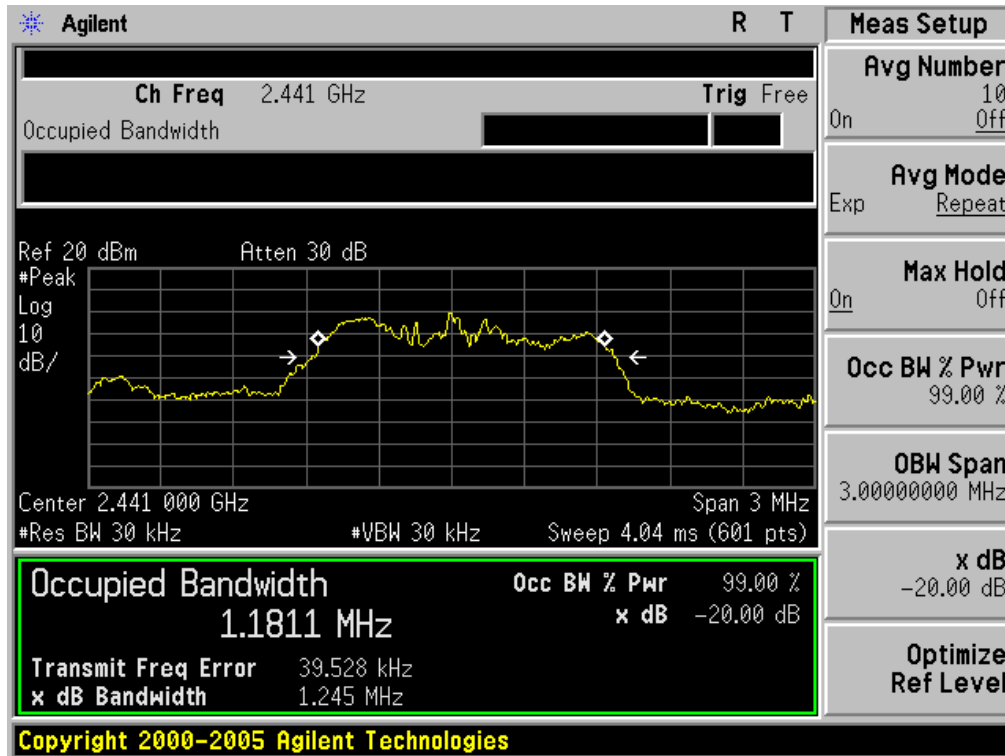 Agilent R T
Ch Freq 2.441 GHz Trig Free
Occupied Bandwidth
Ref 20 dBm Atten 30 dB
#Peak
Log
10
dB/
Center 2.441 000 GHz Span 3 MHz
#Res BW 30 kHz #VBW 30 kHz Sweep 4.04 ms (601 pts)
Occupied Bandwidth
1.1811 MHz
Occ BW % Pwr 99.00 %
x dB -20.00 dB
Transmit Freq Error 39.528 kHz
x dB Bandwidth 1.245 MHz
Copyright 2000-2005 Agilent Technologies
Meas Setup
Avg Number
10
On Off
Avg Mode
Exp Repeat
Max Hold
On Off
Occ BW % Pwr
99.00 %
OBW Span
3.00000000 MHz
x dB
-20.00 dB
Optimize
Ref Level